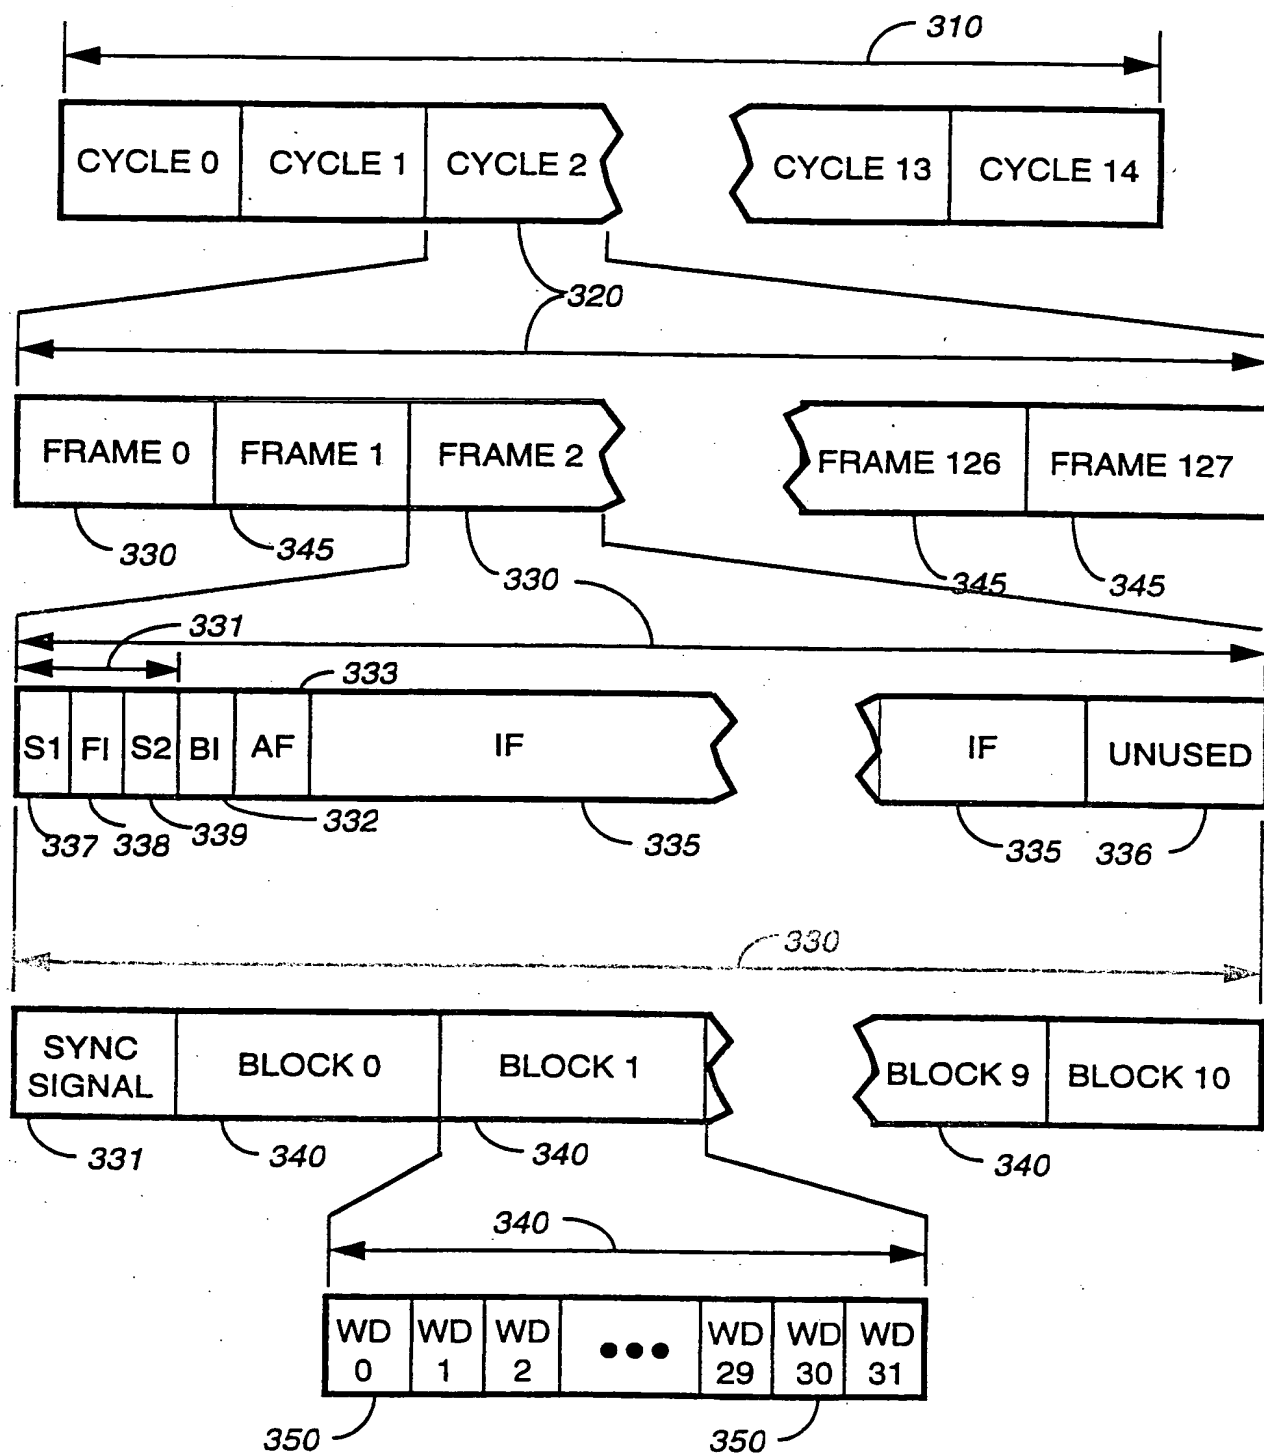 310
CYCLE 0 CYCLE 1 CYCLE 2 CYCLE 13 CYCLE 14
320
FRAME 0 FRAME 1 FRAME 2 FRAME 126 FRAME 127
330 345 330 345 345
331
333
S1 FI S2 BI AF IF IF UNUSED
337 338 339 332 335 335 336
330
SYNC
SIGNAL
BLOCK 0 BLOCK 1 BLOCK 9 BLOCK 10
331 340 340 340
340
WD
0
WD
1
WD
2
WD
29
WD
30
WD
31
350 350